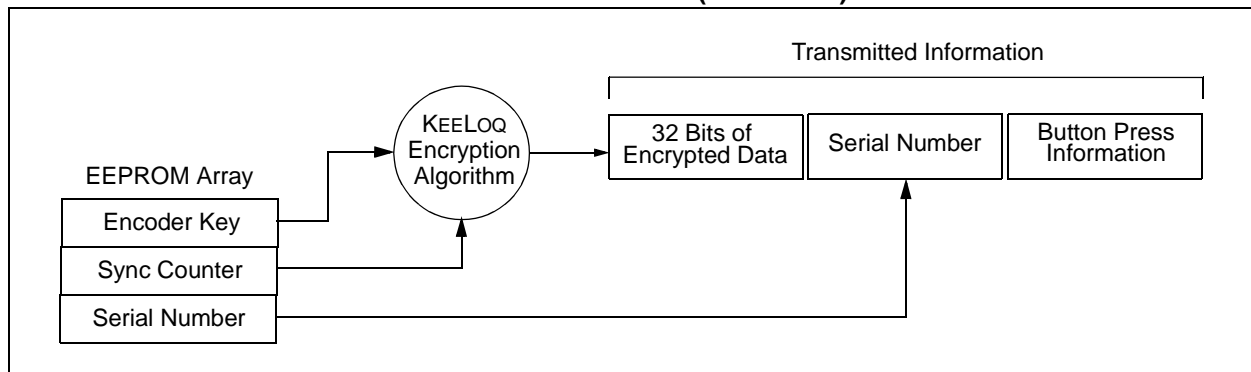 Transmitted Information
KEELOQ
Encryption
Algorithm
32 Bits of
Encrypted Data
Serial Number
Button Press
Information
EEPROM Array
Encoder Key
Sync Counter
Serial Number